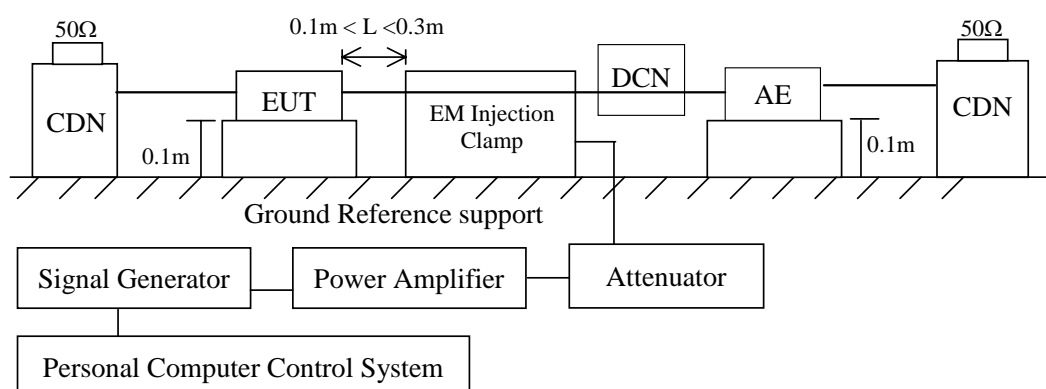 0.1m < L <0.3m
50Ω
50Ω
CDN
EUT
EM Injection
Clamp
DCN
AE
CDN
0.1m
0.1m
Ground Reference support
Signal Generator
Power Amplifier
Attenuator
Personal Computer Control System